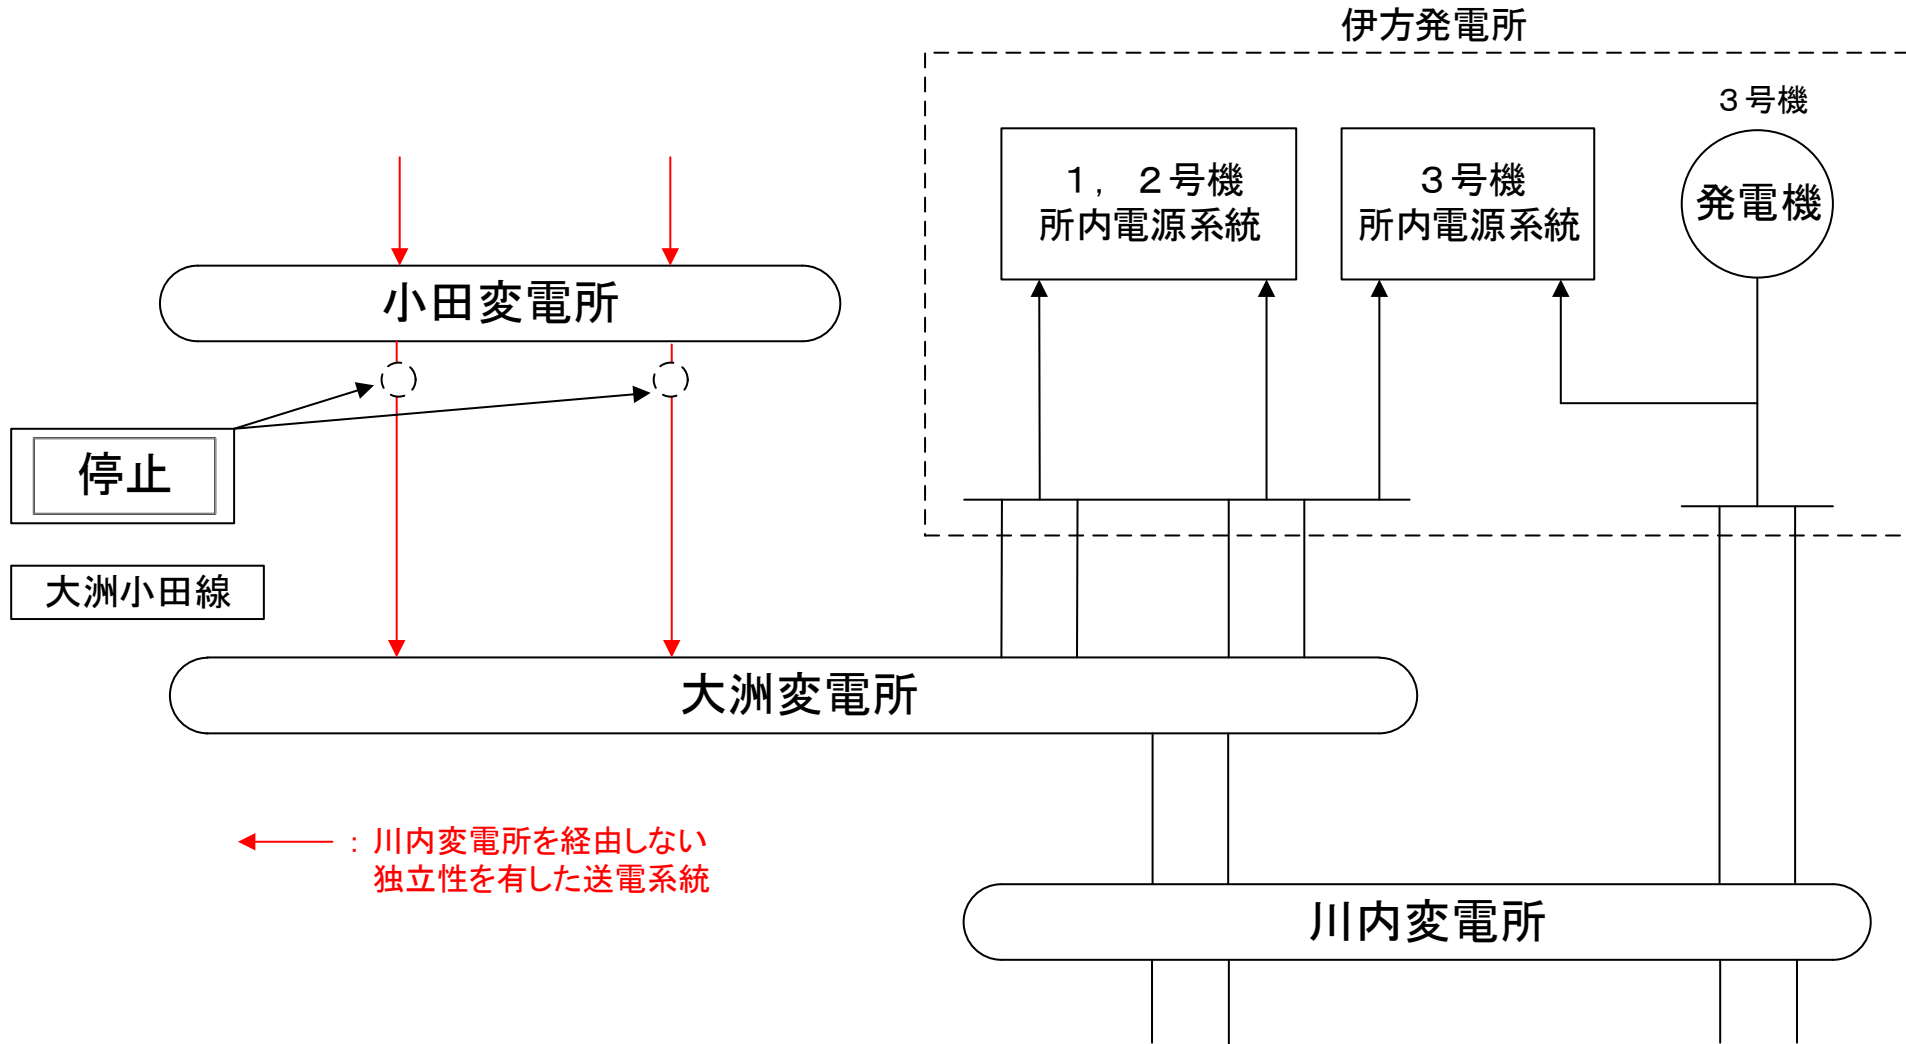 伊方発電所
3号機
1, 2号機
所内電源系統
3号機
所内電源系統
発電機
小田変電所
停止
大洲小田線
大洲変電所
: 川内変電所を経由しない
独立性を有した送電系統
川内変電所